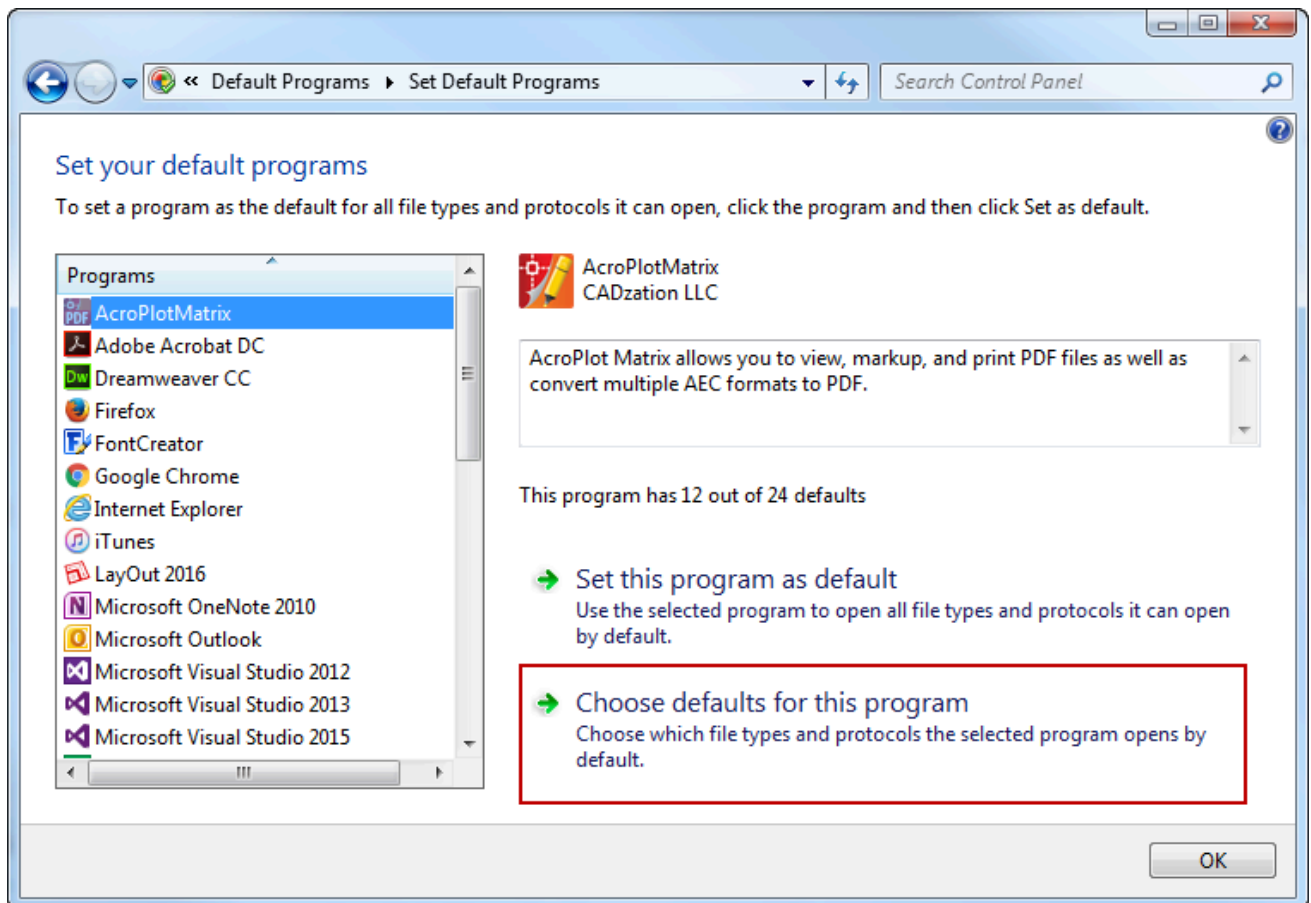 « Default Programs ▸ Set Default Programs
Search Control Panel
Set your default programs
To set a program as the default for all file types and protocols it can open, click the program and then click Set as default.
Programs
PDF AcroPlotMatrix
Adobe Acrobat DC
Dw Dreamweaver CC
Firefox
FontCreator
Google Chrome
Internet Explorer
iTunes
LayOut 2016
Microsoft OneNote 2010
Microsoft Outlook
Microsoft Visual Studio 2012
Microsoft Visual Studio 2013
Microsoft Visual Studio 2015
AcroPlotMatrix
CADzation LLC
AcroPlot Matrix allows you to view, markup, and print PDF files as well as
convert multiple AEC formats to PDF.
This program has 12 out of 24 defaults
Set this program as default
Use the selected program to open all file types and protocols it can open
by default.
Choose defaults for this program
Choose which file types and protocols the selected program opens by
default.
OK